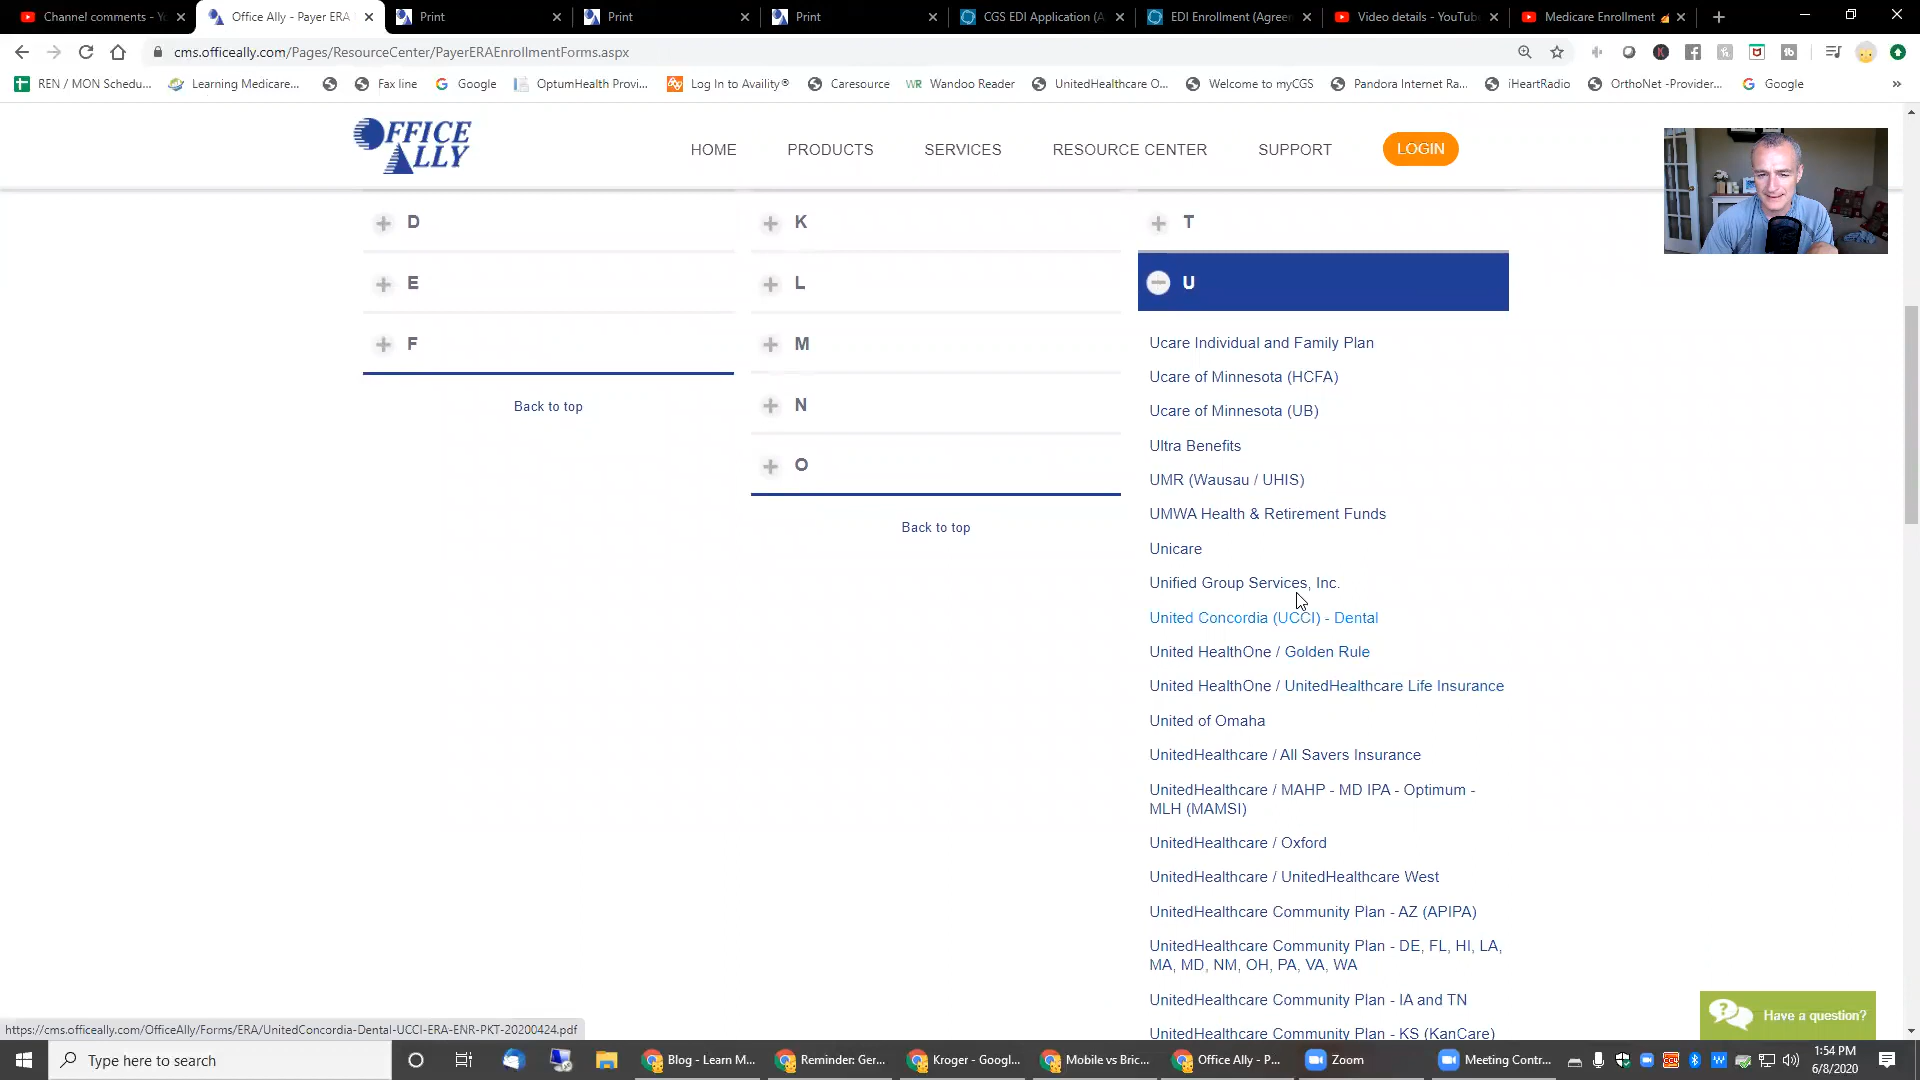 Channel comments - Yo
Office Ally - Payer ERA
Print
Print
Print
CGS EDI Application (A
EDI Enrollment (Agreem
Video details - YouTube
Medicare Enrollment
cms.officeally.com/Pages/ResourceCenter/PayerERAEnrollmentForms.aspx
REN / MON Schedu...
Learning Medicare...
Fax line
Google
OptumHealth Provi...
Log In to Availity®
Caresource
WR Wandoo Reader
UnitedHealthcare O...
Welcome to myCGS
Pandora Internet Ra...
iHeartRadio
OrthoNet -Provider...
Google
OFFICE ALLY
HOME
PRODUCTS
SERVICES
RESOURCE CENTER
SUPPORT
LOGIN
D
E
F
Back to top
K
L
M
N
O
Back to top
T
U
Ucare Individual and Family Plan
Ucare of Minnesota (HCFA)
Ucare of Minnesota (UB)
Ultra Benefits
UMR (Wausau / UHIS)
UMWA Health & Retirement Funds
Unicare
Unified Group Services, Inc.
United Concordia (UCCI) - Dental
United HealthOne / Golden Rule
United HealthOne / UnitedHealthcare Life Insurance
United of Omaha
UnitedHealthcare / All Savers Insurance
UnitedHealthcare / MAHP - MD IPA - Optimum -
MLH (MAMSI)
UnitedHealthcare / Oxford
UnitedHealthcare / UnitedHealthcare West
UnitedHealthcare Community Plan - AZ (APIPA)
UnitedHealthcare Community Plan - DE, FL, HI, LA,
MA, MD, NM, OH, PA, VA, WA
UnitedHealthcare Community Plan - IA and TN
UnitedHealthcare Community Plan - KS (KanCare)
Have a question?
https://cms.officeally.com/OfficeAlly/Forms/ERA/UnitedConcordia-Dental-UCCI-ERA-ENR-PKT-20200424.pdf
Type here to search
Blog - Learn M...
Reminder: Ger...
Kroger - Googl...
Mobile vs Bric...
Office Ally - P...
Zoom
Meeting Contr...
1:54 PM
6/8/2020